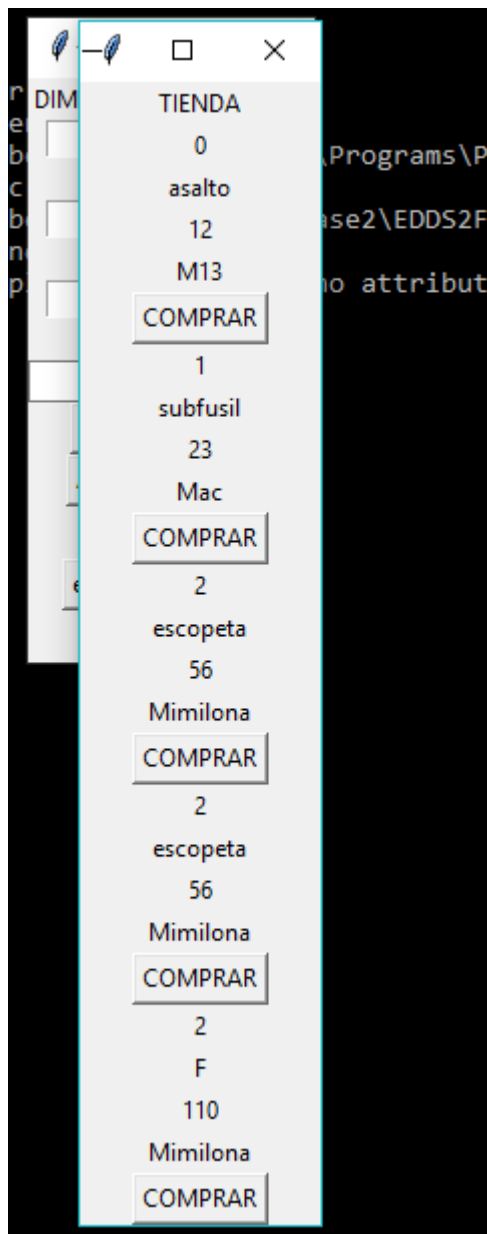 DIM
\Programs\P
ase2\EDDS2F
no attribut
TIENDA
0
asalto
12
M13
COMPRAR
1
subfusil
23
Mac
COMPRAR
2
escopeta
56
Mimilona
COMPRAR
2
escopeta
56
Mimilona
COMPRAR
2
F
110
Mimilona
COMPRAR